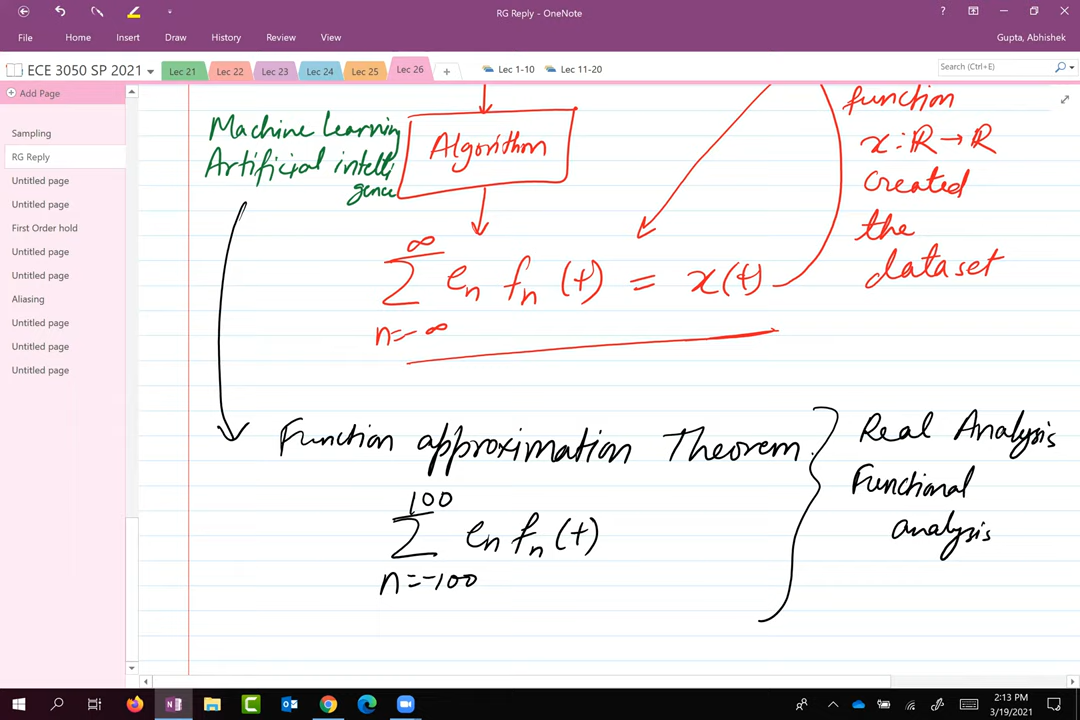 RG Reply - OneNote
File Home Insert Draw History Review View
Gupta, Abhishek
ECE 3050 SP 2021
Lec 21 Lec 22 Lec 23 Lec 24 Lec 25 Lec 26 + Lec 1-10 Lec 11-20
Search (Ctrl+E)
Add Page
Sampling
RG Reply
Untitled page
Untitled page
First Order hold
Untitled page
Untitled page
Aliasing
Untitled page
Untitled page
Untitled page
Machine learning
Artificial intelli
gence
Algorithm
function
x : ℝ → ℝ
created
the
dataset
∞
∑ en fn (t) = x(t)
n=-∞
Function approximation Theorem
100
∑ en fn (t)
n=-100
Real Analysis
Functional
analysis
2:13 PM
3/19/2021